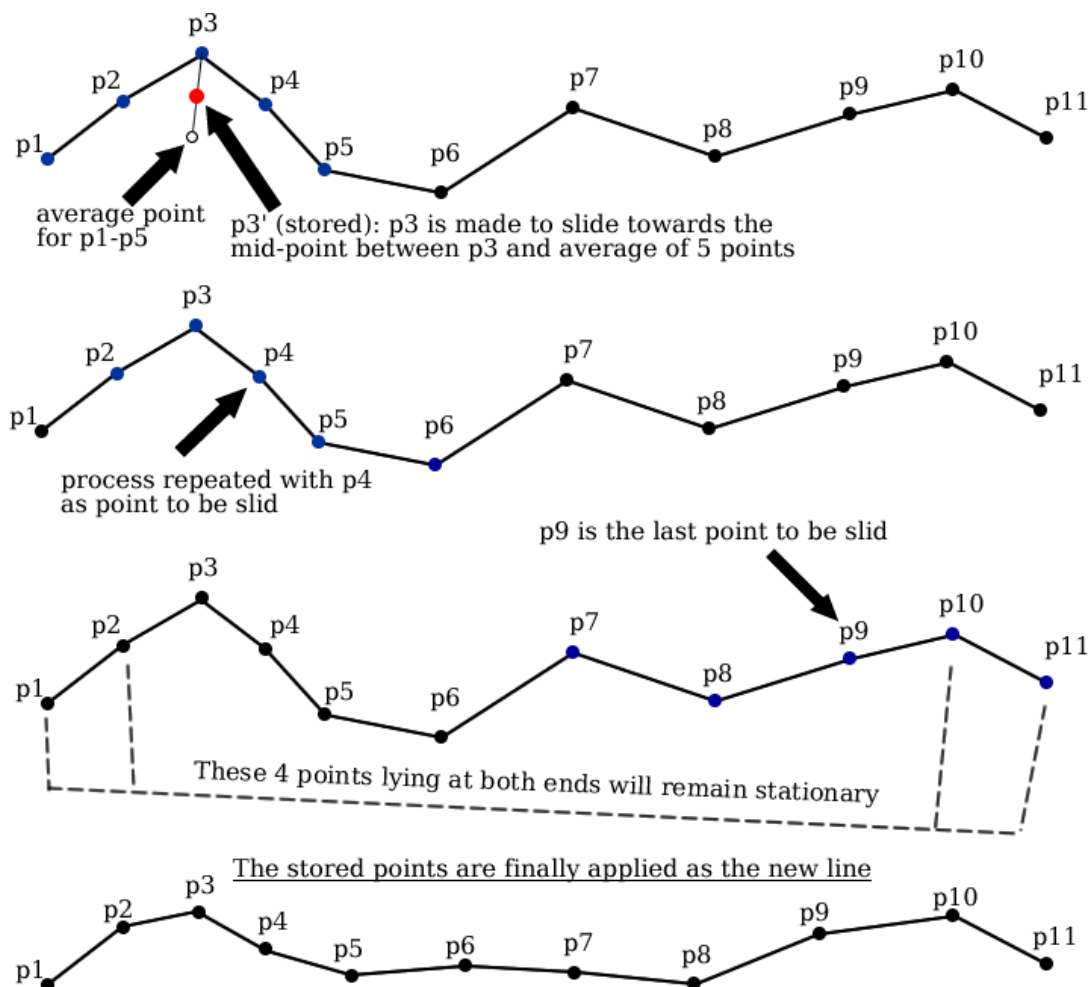 p3
p10
p2
p4
p7
p9
p11
p1
p5
p6
p8
average point
for p1-p5
p3' (stored): p3 is made to slide towards the
mid-point between p3 and average of 5 points
p3
p10
p2
p4
p7
p9
p11
p1
p5
p6
p8
process repeated with p4
as point to be slid
p9 is the last point to be slid
p3
p10
p2
p4
p7
p9
p11
p1
p5
p6
p8
These 4 points lying at both ends will remain stationary
The stored points are finally applied as the new line
p3
p10
p2
p4
p9
p11
p5
p6
p7
p8
p1